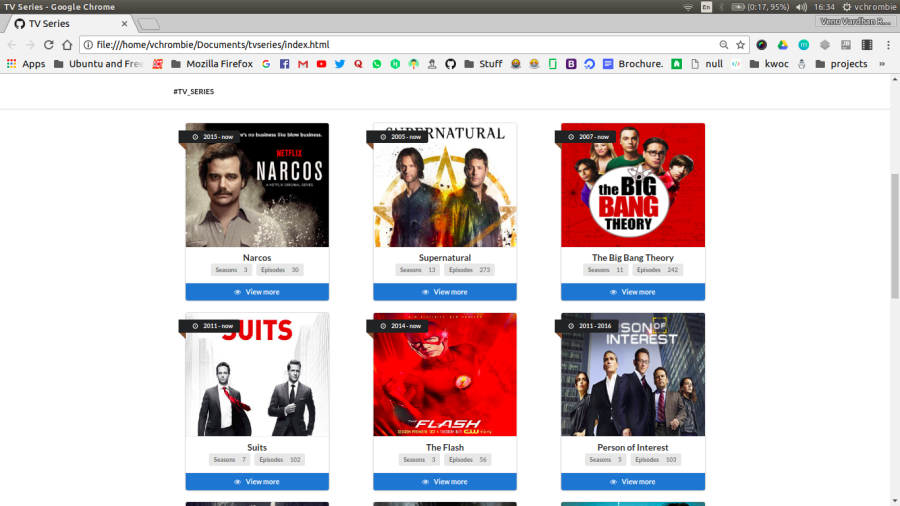 TV Series - Google Chrome
En
(0:17, 95%)
16:34
vchrombie
TV Series
Venu Vardhan R...
file:///home/vchrombie/Documents/tvseries/index.html
Apps
Ubuntu and Free
Mozilla Firefox
Stuff
Brochure.
null
kwoc
projects
»
#TV_SERIES
2015 - now
's no business like blow business.
NETFLIX
NARCOS
A NETFLIX ORIGINAL SERIES
Narcos
Seasons 3
Episodes 30
View more
2005 - now
SUPERNATURAL
Supernatural
Seasons 13
Episodes 273
View more
2007 - now
the BIG
BANG
THEORY
The Big Bang Theory
Seasons 11
Episodes 242
View more
2011 - now
SUITS
Suits
Seasons 7
Episodes 102
View more
2014 - now
THE FLASH
The Flash
Seasons 3
Episodes 56
View more
2011 - 2016
SON OF
INTEREST
Person of Interest
Seasons 5
Episodes 103
View more